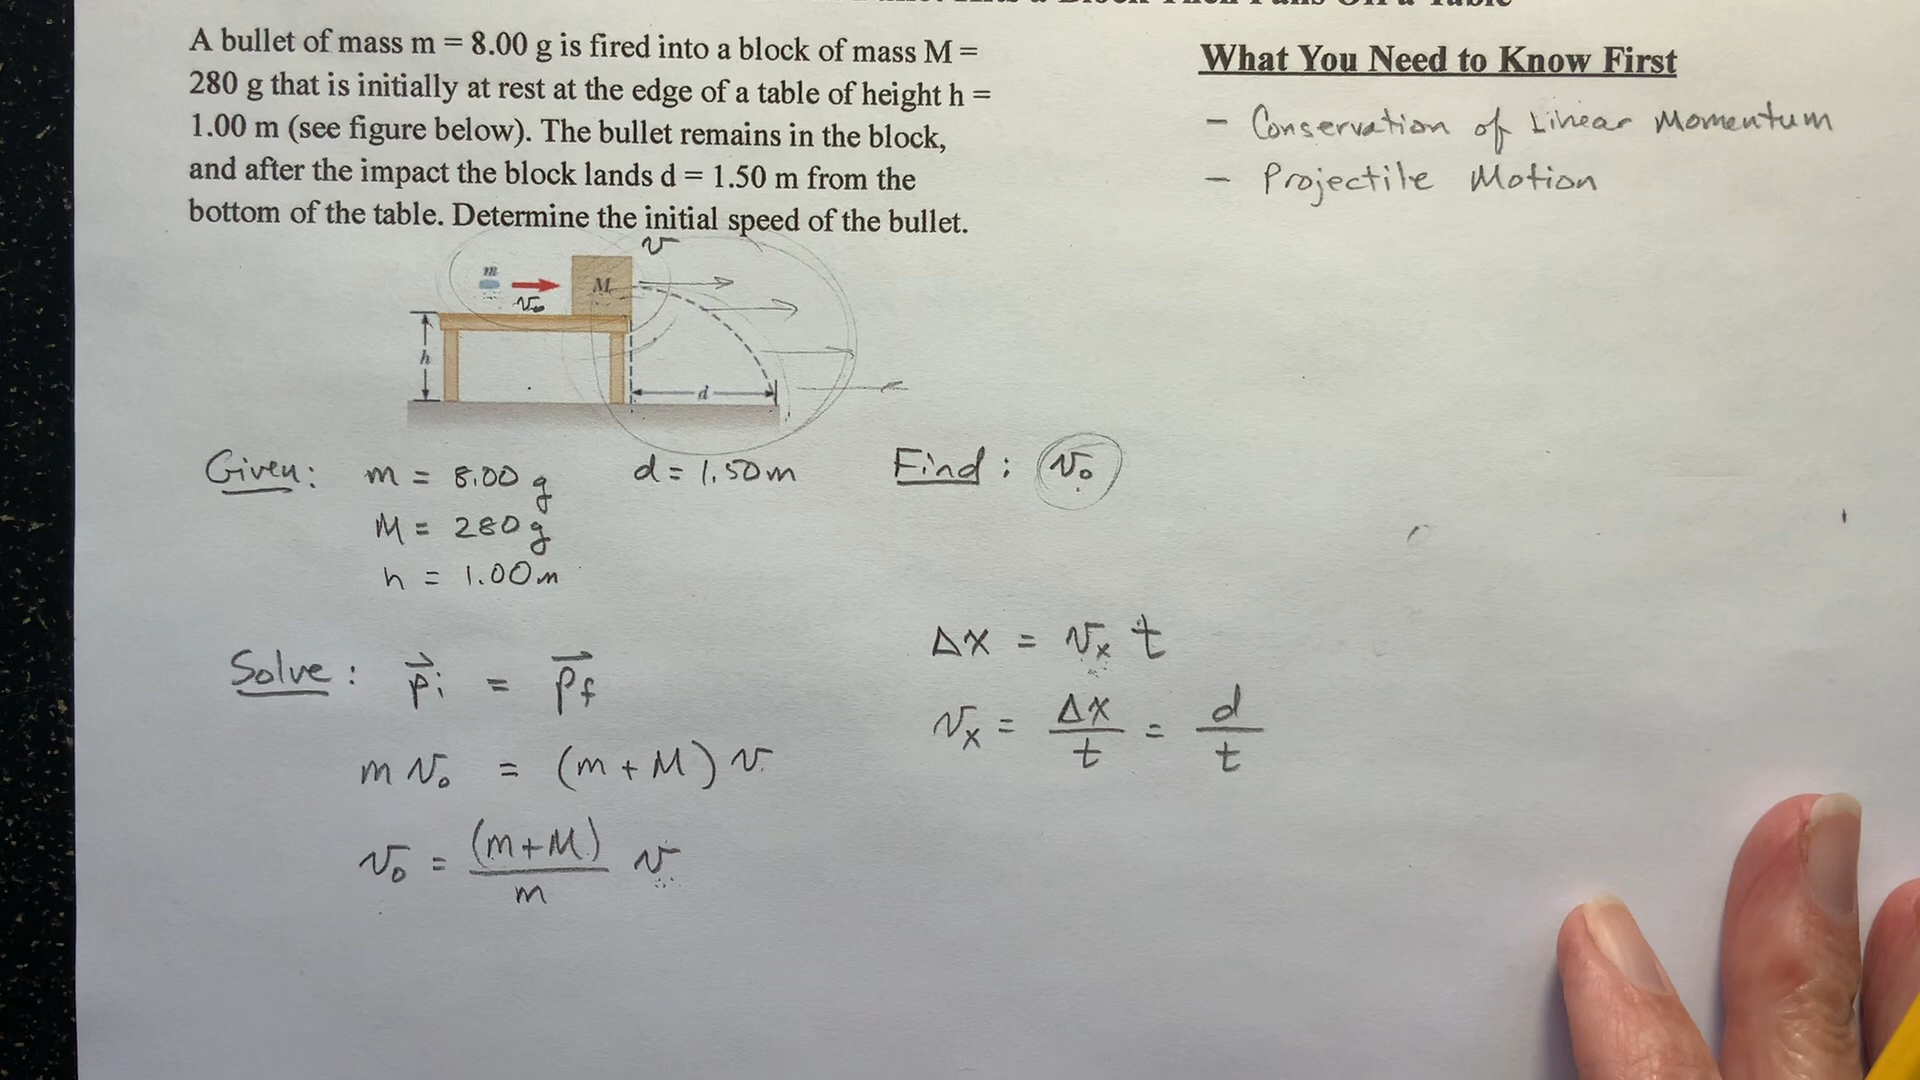 A bullet of mass m = 8.00 g is fired into a block of mass M =
280 g that is initially at rest at the edge of a table of height h =
1.00 m (see figure below). The bullet remains in the block,
and after the impact the block lands d = 1.50 m from the
bottom of the table. Determine the initial speed of the bullet.
What You Need to Know First
- Conservation of Linear Momentum
- Projectile Motion
v
m
M
v₀
h
d
Given: m = 8.00 g d = 1.50m Find: v₀
M = 280 g
h = 1.00m
Solve: p⃗i = p⃗f
m v₀ = (m + M) v
v₀ = (m+M)/m v
Δx = vₓ t
vₓ = Δx/t = d/t